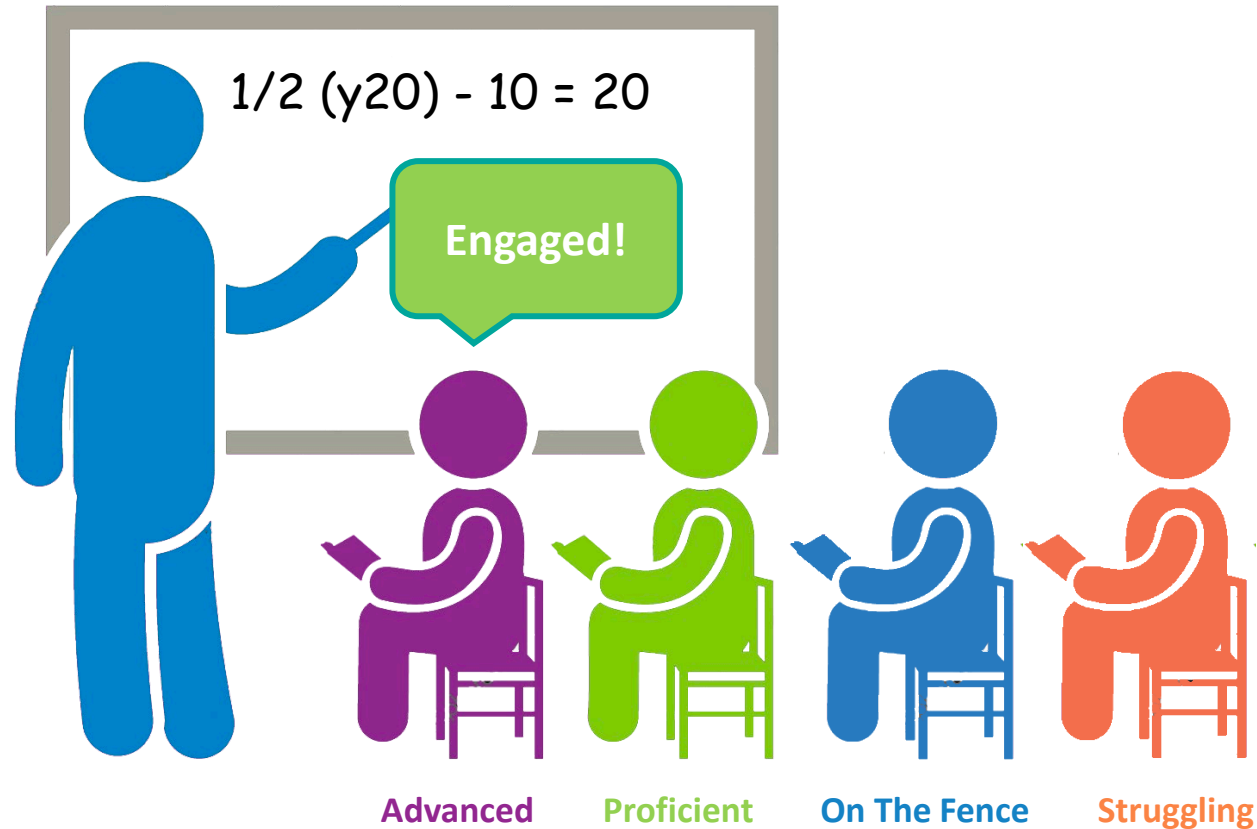 1/2 (y20) - 10 = 20
Engaged!
Advanced Proficient On The Fence Struggling